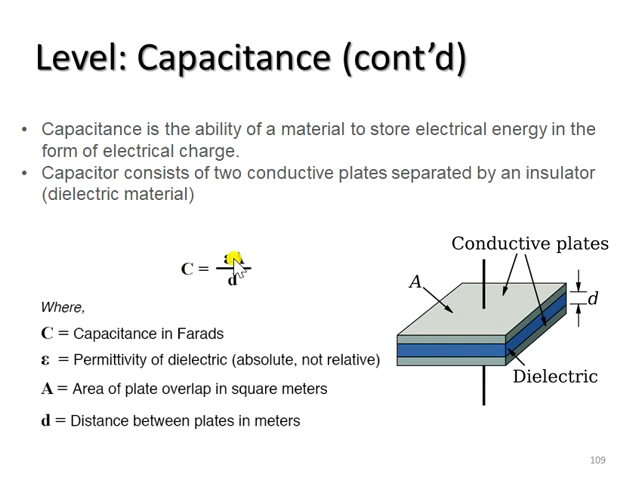 Level: Capacitance (cont’d)
• Capacitance is the ability of a material to store electrical energy in the
form of electrical charge.
• Capacitor consists of two conductive plates separated by an insulator
(dielectric material)
C = εA
d
Where,
C = Capacitance in Farads
ε = Permittivity of dielectric (absolute, not relative)
A = Area of plate overlap in square meters
d = Distance between plates in meters
Conductive plates
A
d
Dielectric
109